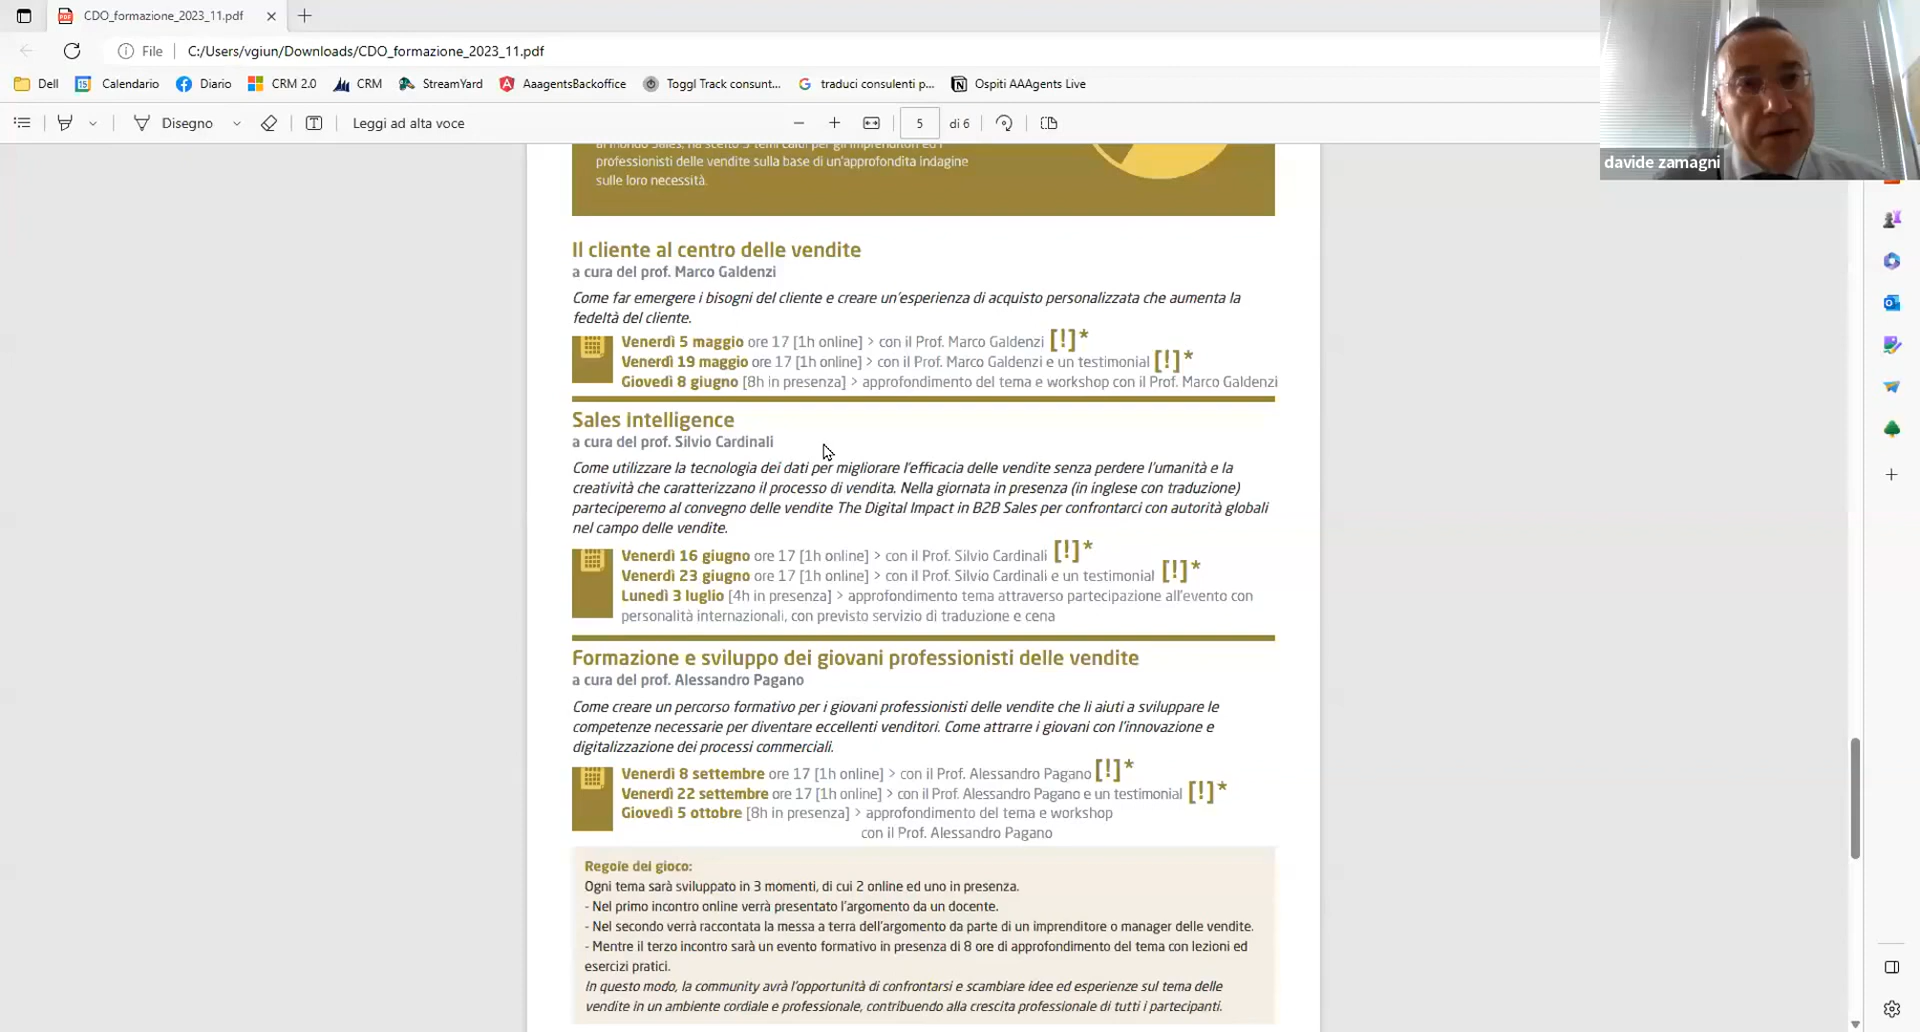 CDO_formazione_2023_11.pdf
File
C:/Users/vgiun/Downloads/CDO_formazione_2023_11.pdf
Dell
Calendario
Diario
CRM 2.0
CRM
StreamYard
AaagentsBackoffice
Toggl Track consunt...
traduci consulenti p...
Ospiti AAAgents Live
Disegno
Leggi ad alta voce
5
di 6
davide zamagni
al mondo Sales, ha scelto 3 temi caldi per gli imprenditori ed i
professionisti delle vendite sulla base di un'approfondita indagine
sulle loro necessità.
Il cliente al centro delle vendite
a cura del prof. Marco Galdenzi
Come far emergere i bisogni del cliente e creare un'esperienza di acquisto personalizzata che aumenta la
fedeltà del cliente.
Venerdì 5 maggio ore 17 [1h online] > con il Prof. Marco Galdenzi [!]*
Venerdì 19 maggio ore 17 [1h online] > con il Prof. Marco Galdenzi e un testimonial [!]*
Giovedì 8 giugno [8h in presenza] > approfondimento del tema e workshop con il Prof. Marco Galdenzi
Sales intelligence
a cura del prof. Silvio Cardinali
Come utilizzare la tecnologia dei dati per migliorare l'efficacia delle vendite senza perdere l'umanità e la
creatività che caratterizzano il processo di vendita. Nella giornata in presenza (in inglese con traduzione)
parteciperemo al convegno delle vendite The Digital Impact in B2B Sales per confrontarci con autorità globali
nel campo delle vendite.
Venerdì 16 giugno ore 17 [1h online] > con il Prof. Silvio Cardinali [!]*
Venerdì 23 giugno ore 17 [1h online] > con il Prof. Silvio Cardinali e un testimonial [!]*
Lunedì 3 luglio [4h in presenza] > approfondimento tema attraverso partecipazione all'evento con
personalità internazionali, con previsto servizio di traduzione e cena
Formazione e sviluppo dei giovani professionisti delle vendite
a cura del prof. Alessandro Pagano
Come creare un percorso formativo per i giovani professionisti delle vendite che li aiuti a sviluppare le
competenze necessarie per diventare eccellenti venditori. Come attrarre i giovani con l'innovazione e
digitalizzazione dei processi commerciali.
Venerdì 8 settembre ore 17 [1h online] > con il Prof. Alessandro Pagano [!]*
Venerdì 22 settembre ore 17 [1h online] > con il Prof. Alessandro Pagano e un testimonial [!]*
Giovedì 5 ottobre [8h in presenza] > approfondimento del tema e workshop
con il Prof. Alessandro Pagano
Regole del gioco:
Ogni tema sarà sviluppato in 3 momenti, di cui 2 online ed uno in presenza.
- Nel primo incontro online verrà presentato l'argomento da un docente.
- Nel secondo verrà raccontata la messa a terra dell'argomento da parte di un imprenditore o manager delle vendite.
- Mentre il terzo incontro sarà un evento formativo in presenza di 8 ore di approfondimento del tema con lezioni ed
esercizi pratici.
In questo modo, la community avrà l'opportunità di confrontarsi e scambiare idee ed esperienze sul tema delle
vendite in un ambiente cordiale e professionale, contribuendo alla crescita professionale di tutti i partecipanti.